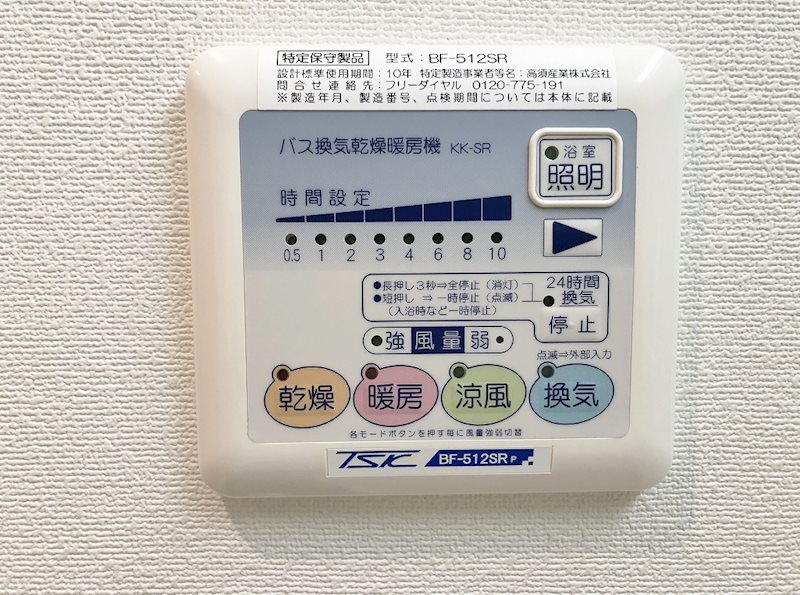 特定保守製品 型式：BF-512SR
設計標準使用期間：10年 特定製造事業者等名：高須産業株式会社
問合せ連絡先：フリーダイヤル 0120-775-191
※製造年月、製造番号、点検期間については本体に記載
バス換気乾燥暖房機 KK-SR
浴室
照明
時間設定
0.5 1 2 3 4 6 8 10
●長押し3秒⇒全停止（消灯）
●短押し ⇒一時停止（点滅）
（入浴時など一時停止）
24時間
換気
停止
強 風量 弱
点滅⇒外部入力
乾燥 暖房 涼風 換気
各モードボタンを押す毎に風量強弱切替
TSK BF-512SR P